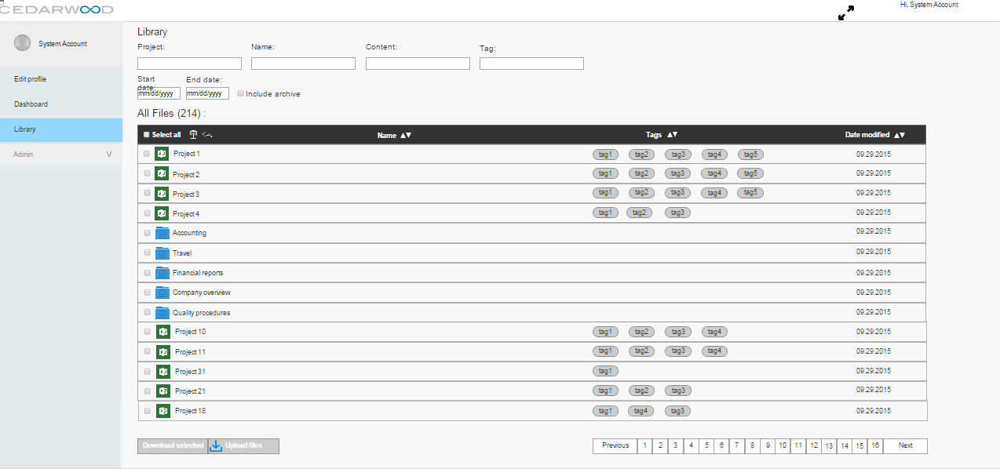 CEDARWOOD
Hi, System Account
System Account
Edit profile
Dashboard
Library
Admin V
Library
Project: Name: Content: Tag:
Start date: End date:
mm/dd/yyyy mm/dd/yyyy Include archive
All Files (214) :
Select all Name ▲▼ Tags ▲▼ Date modified ▲▼
Project 1 tag1 tag2 tag3 tag4 tag5 09.29.2015
Project 2 tag1 tag2 tag3 tag4 tag5 09.29.2015
Project 3 tag1 tag2 tag3 tag4 tag5 09.29.2015
Project 4 tag1 tag2 tag3 09.29.2015
Accounting 09.29.2015
Travel 09.29.2015
Financial reports 09.29.2015
Company overview 09.29.2015
Quality procedures 09.29.2015
Project 10 tag1 tag2 tag3 tag4 09.29.2015
Project 11 tag1 tag2 tag3 tag4 09.29.2015
Project 31 tag1 09.29.2015
Project 21 tag1 tag2 tag3 09.29.2015
Project 18 tag1 tag4 tag3 09.29.2015
Download selected Upload files Previous 1 2 3 4 5 6 7 8 9 10 11 12 13 14 15 16 Next